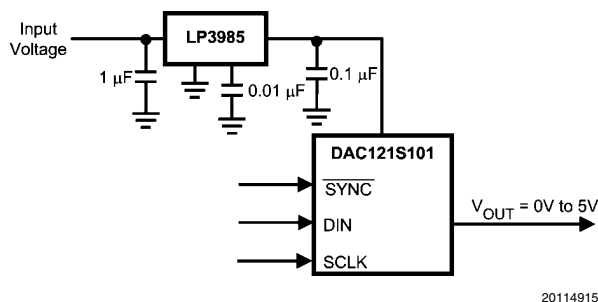 Input
Voltage
LP3985
1 μF
0.01 μF
0.1 μF
DAC121S101
SYNC
DIN
SCLK
VOUT = 0V to 5V
20114915